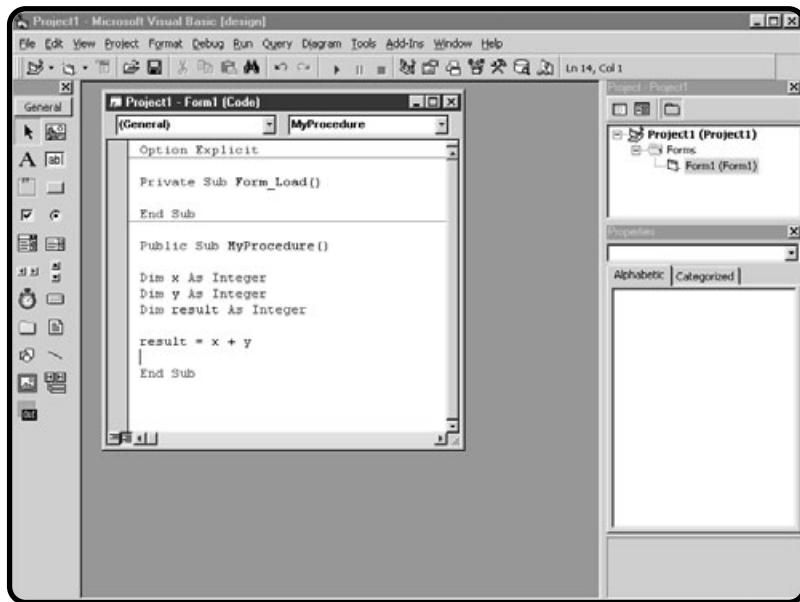 Project1 - Microsoft Visual Basic [design]
File Edit View Project Format Debug Run Query Diagram Tools Add-Ins Window Help
Ln 14, Col 1
General
A
ab
Project1 - Form1 (Code)
(General)
MyProcedure
Option Explicit
Private Sub Form_Load()
End Sub
Public Sub MyProcedure()
Dim x As Integer
Dim y As Integer
Dim result As Integer
result = x + y
End Sub
Project - Project1
Project1 (Project1)
Forms
Form1 (Form1)
Properties
Alphabetic Categorized